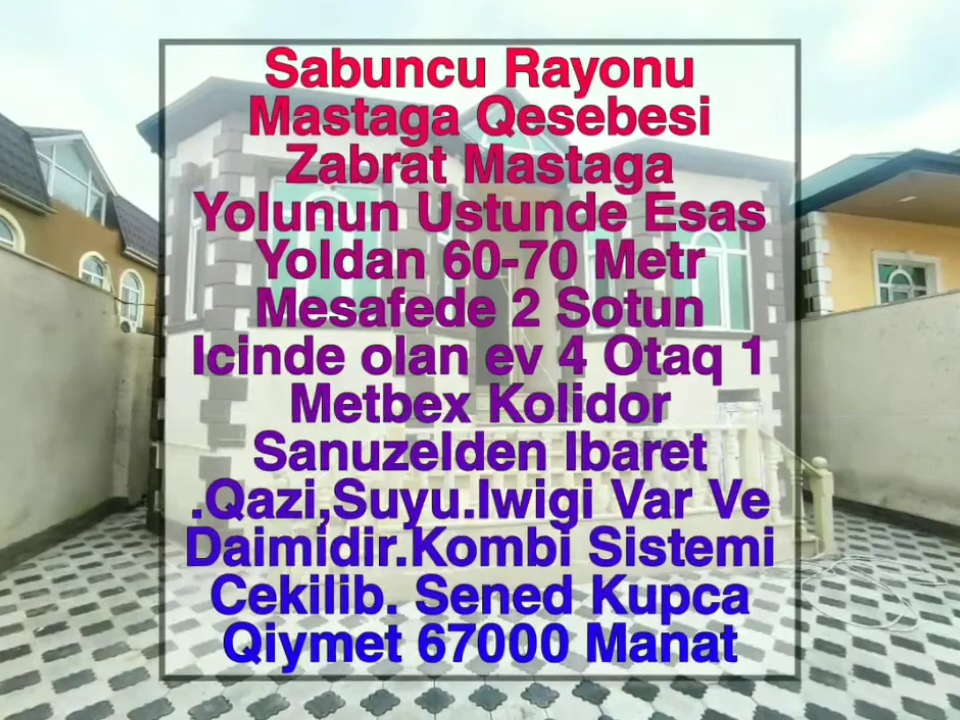 Sabuncu Rayonu
Mastaga Qesebesi
Zabrat Mastaga
Yolunun Ustunde Esas
Yoldan 60-70 Metr
Mesafede 2 Sotun
Icinde olan ev 4 Otaq 1
Metbex Kolidor
Sanuzelden Ibaret
.Qazi,Suyu.Iwigi Var Ve
Daimidir.Kombi Sistemi
Cekilib. Sened Kupca
Qiymet 67000 Manat